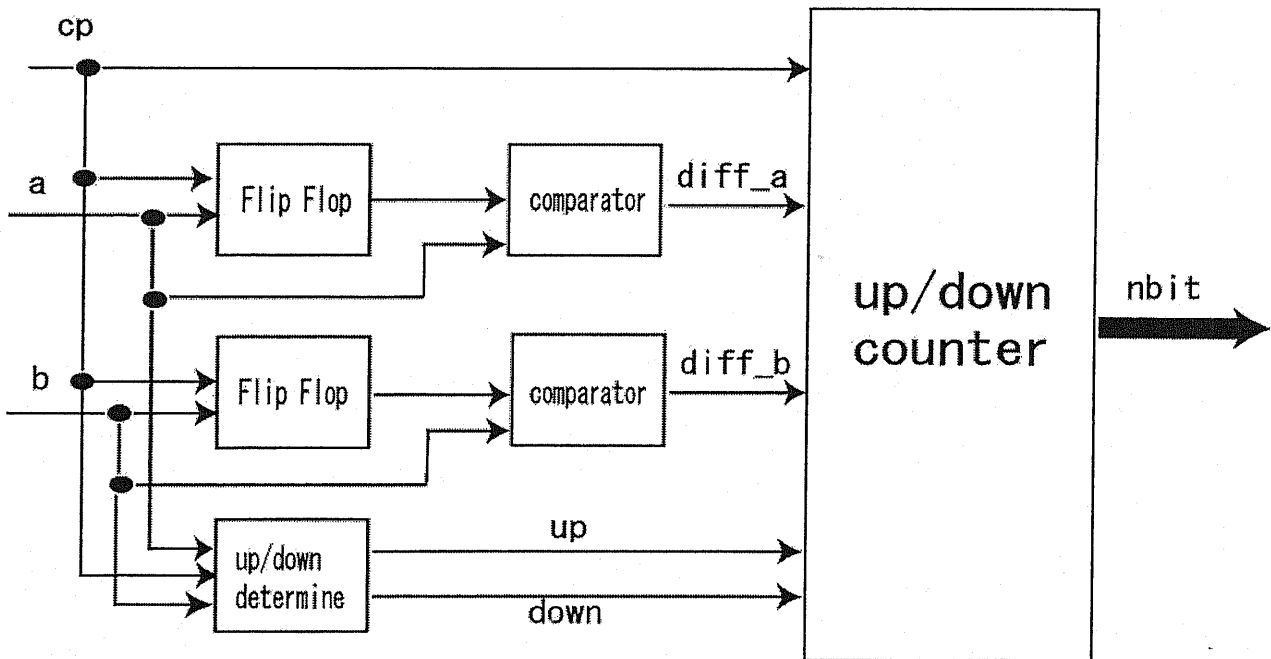 cp
a
Flip Flop
comparator
diff_a
up/down
counter
nbit
b
Flip Flop
comparator
diff_b
up/down
determine
up
down